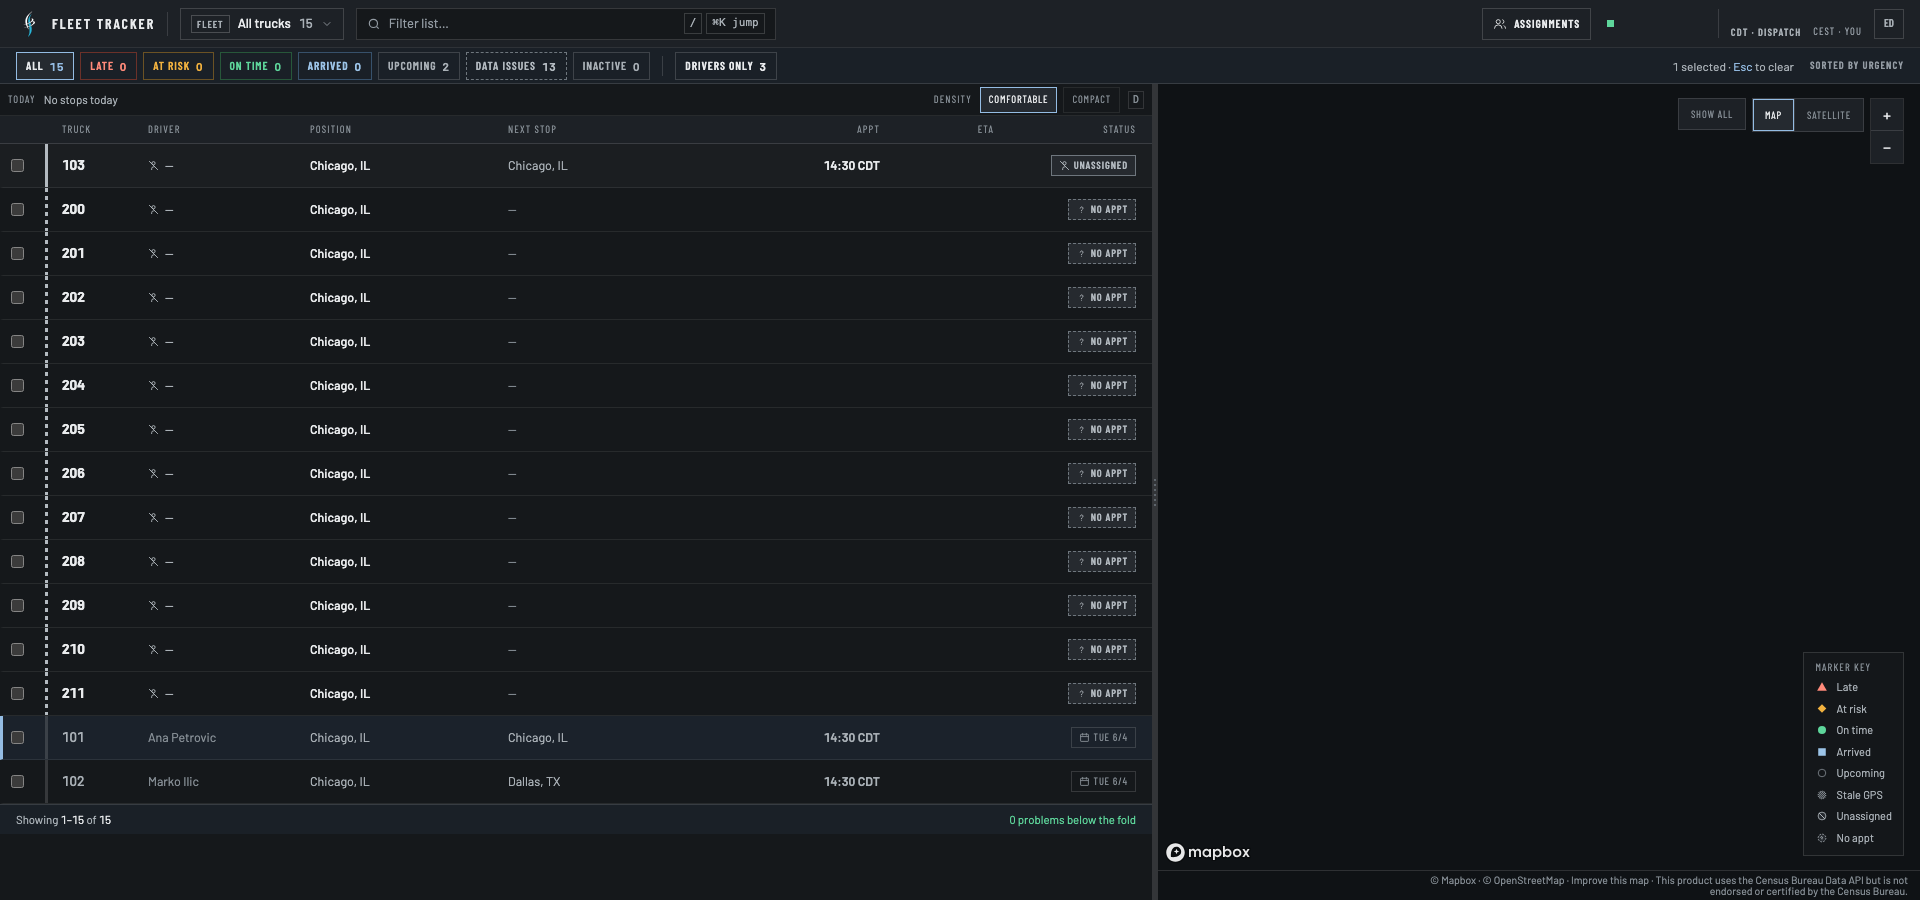 FLEET TRACKER FLEET All trucks 15 Filter list... / ⌘K jump ASSIGNMENTS CDT · DISPATCH CEST · YOU ED
ALL 15 LATE 0 AT RISK 0 ON TIME 0 ARRIVED 0 UPCOMING 2 DATA ISSUES 13 INACTIVE 0 DRIVERS ONLY 3 1 selected · Esc to clear SORTED BY URGENCY
TODAY No stops today DENSITY COMFORTABLE COMPACT D
SHOW ALL MAP SATELLITE +
−
TRUCK DRIVER POSITION NEXT STOP APPT ETA STATUS
103 — Chicago, IL Chicago, IL 14:30 CDT UNASSIGNED
200 — Chicago, IL — ? NO APPT
201 — Chicago, IL — ? NO APPT
202 — Chicago, IL — ? NO APPT
203 — Chicago, IL — ? NO APPT
204 — Chicago, IL — ? NO APPT
205 — Chicago, IL — ? NO APPT
206 — Chicago, IL — ? NO APPT
207 — Chicago, IL — ? NO APPT
208 — Chicago, IL — ? NO APPT
209 — Chicago, IL — ? NO APPT
210 — Chicago, IL — ? NO APPT
211 — Chicago, IL — ? NO APPT
101 Ana Petrovic Chicago, IL Chicago, IL 14:30 CDT TUE 6/4
102 Marko Ilic Chicago, IL Dallas, TX 14:30 CDT TUE 6/4
Showing 1–15 of 15 0 problems below the fold
MARKER KEY
Late
At risk
On time
Arrived
Upcoming
Stale GPS
Unassigned
No appt
mapbox
© Mapbox · © OpenStreetMap · Improve this map · This product uses the Census Bureau Data API but is not
endorsed or certified by the Census Bureau.